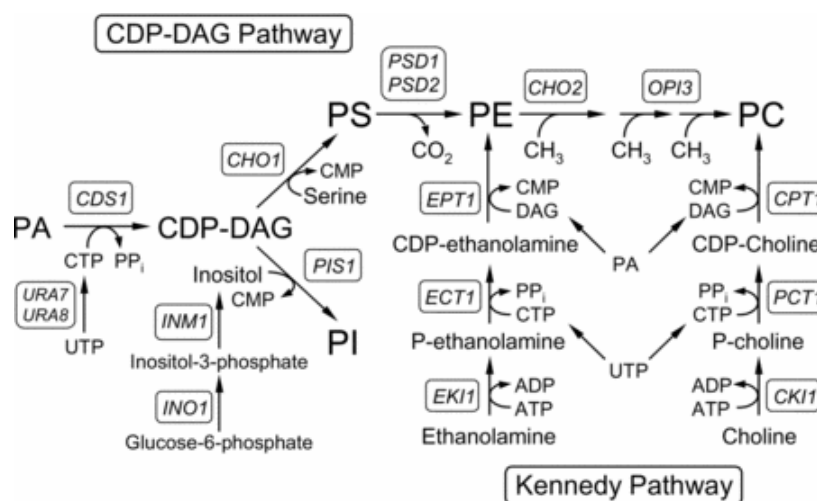 CDP-DAG Pathway
PSD1
PSD2
CHO2
OPI3
PS
PE
PC
CHO1
CO2
CH3
CH3
CH3
CMP
Serine
CDS1
EPT1
CMP
DAG
CMP
DAG
CPT1
PA
CDP-DAG
CDP-ethanolamine
CDP-Choline
CTP
PPi
Inositol
PIS1
PA
CMP
URA7
URA8
INM1
ECT1
PPi
CTP
PPi
CTP
PCT1
UTP
PI
P-ethanolamine
P-choline
Inositol-3-phosphate
UTP
INO1
EKI1
ADP
ATP
ADP
ATP
CKI1
Glucose-6-phosphate
Ethanolamine
Choline
Kennedy Pathway